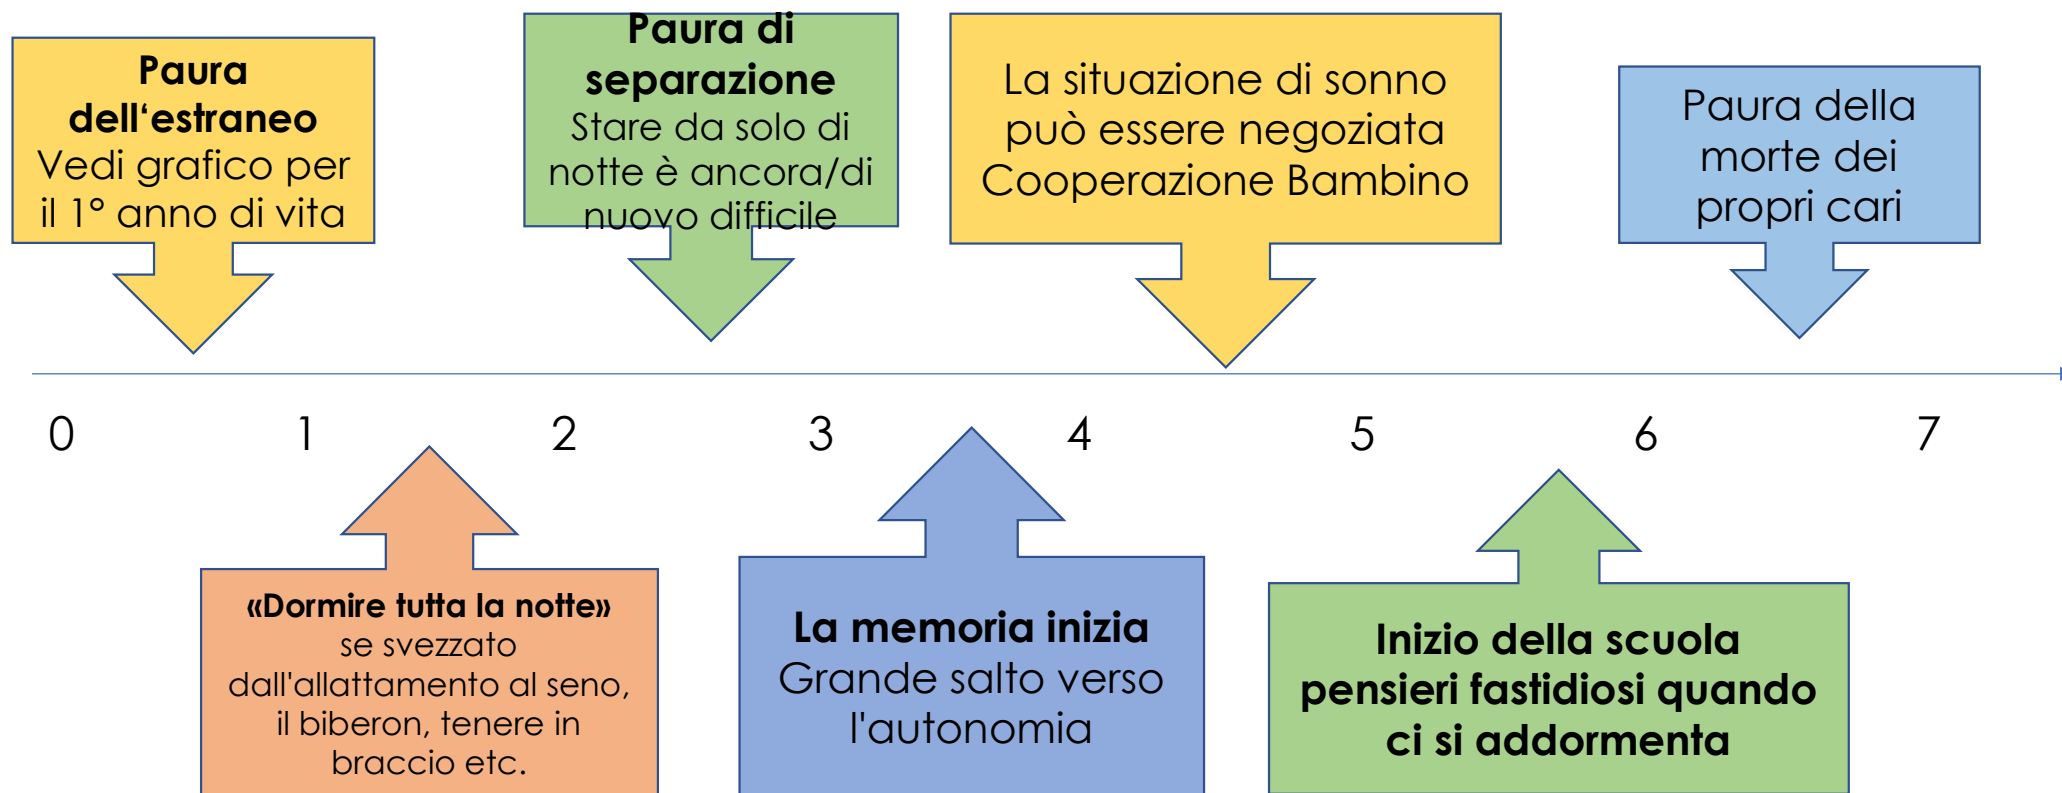 Paura
dell‘estraneo
Vedi grafico per
il 1° anno di vita
Paura di
separazione
Stare da solo di
notte è ancora/di
nuovo difficile
La situazione di sonno
può essere negoziata
Cooperazione Bambino
Paura della
morte dei
propri cari
0 1 2 3 4 5 6 7
«Dormire tutta la notte»
se svezzato
dall'allattamento al seno,
il biberon, tenere in
braccio etc.
La memoria inizia
Grande salto verso
l'autonomia
Inizio della scuola
pensieri fastidiosi quando
ci si addormenta